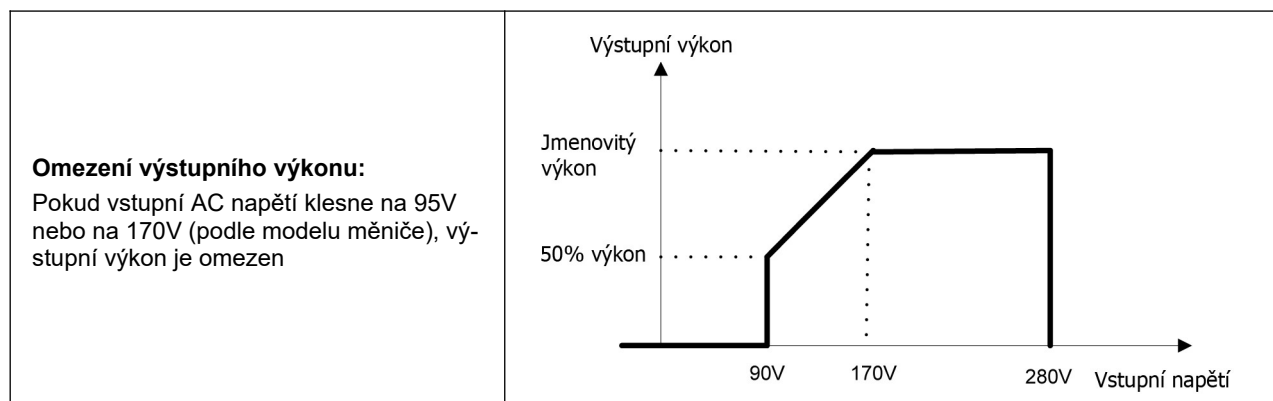 Omezení výstupního výkonu:
Pokud vstupní AC napětí klesne na 95V
nebo na 170V (podle modelu měniče), vý-
stupní výkon je omezen
Výstupní výkon
Jmenovitý
výkon
50% výkon
90V
170V
280V
Vstupní napětí